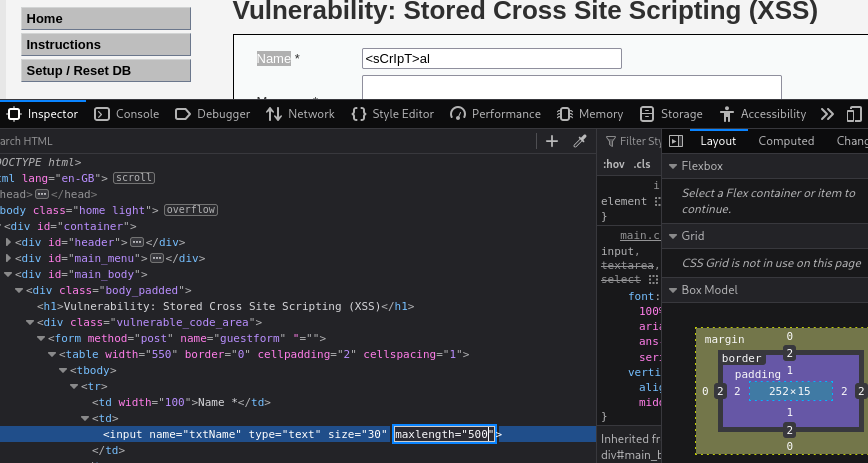 Home
Instructions
Setup / Reset DB
Vulnerability: Stored Cross Site Scripting (XSS)
Name *
<sCrIpT>al
Inspector
Console
Debugger
Network
Style Editor
Performance
Memory
Storage
Accessibility
arch HTML
Filter Sty
Layout
Computed
Chang
OCTYPE html>
ml lang="en-GB"> scroll
head> </head>
body class="home light"> overflow
<div id="container">
<div id="header"> </div>
<div id="main_menu"> </div>
<div id="main_body">
<div class="body_padded">
<h1>Vulnerability: Stored Cross Site Scripting (XSS)</h1>
<div class="vulnerable_code_area">
<form method="post" name="guestform" "="">
<table width="550" border="0" cellpadding="2" cellspacing="1">
<tbody>
<tr>
<td width="100">Name *</td>
<td>
<input name="txtName" type="text" size="30" maxlength="500">
</td>
:hov .cls
i
element {
}
main.c
input,
textarea,
select {
font:
100%
aria
ans-
seri
verti
alig
mido
}
Inherited fr
div#main_b
Flexbox
Select a Flex container or item to
continue.
Grid
CSS Grid is not in use on this page
Box Model
margin 0
border 2
padding 1
0 2 2 252×15 2 2
1
2
0